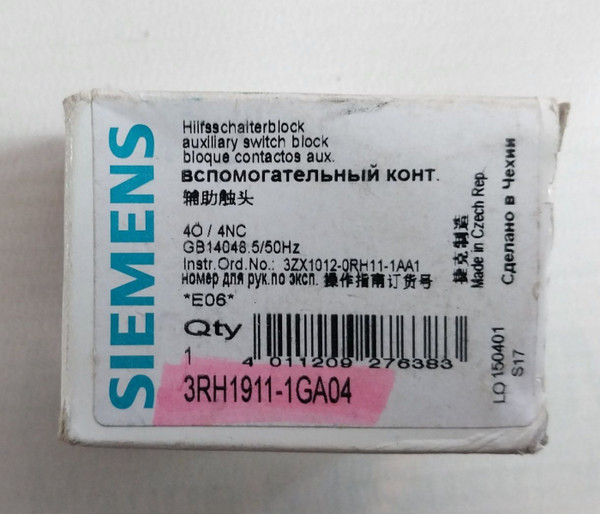 SIEMENS
Hilfsschalterblock
auxiliary switch block
bloque contactos aux.
вспомогательный конт.
辅助触头
4Ö / 4NC
GB14048.5/50Hz
Instr.Ord.No.: 3ZX1012-0RH11-1AA1
номер для рук.по эксп. 操作指南订货号
*E06*
Qty
1
4 011209 276383
3RH1911-1GA04
捷克制造
Made in Czech Rep.
Сделано в Чехии
LO 150401
S17